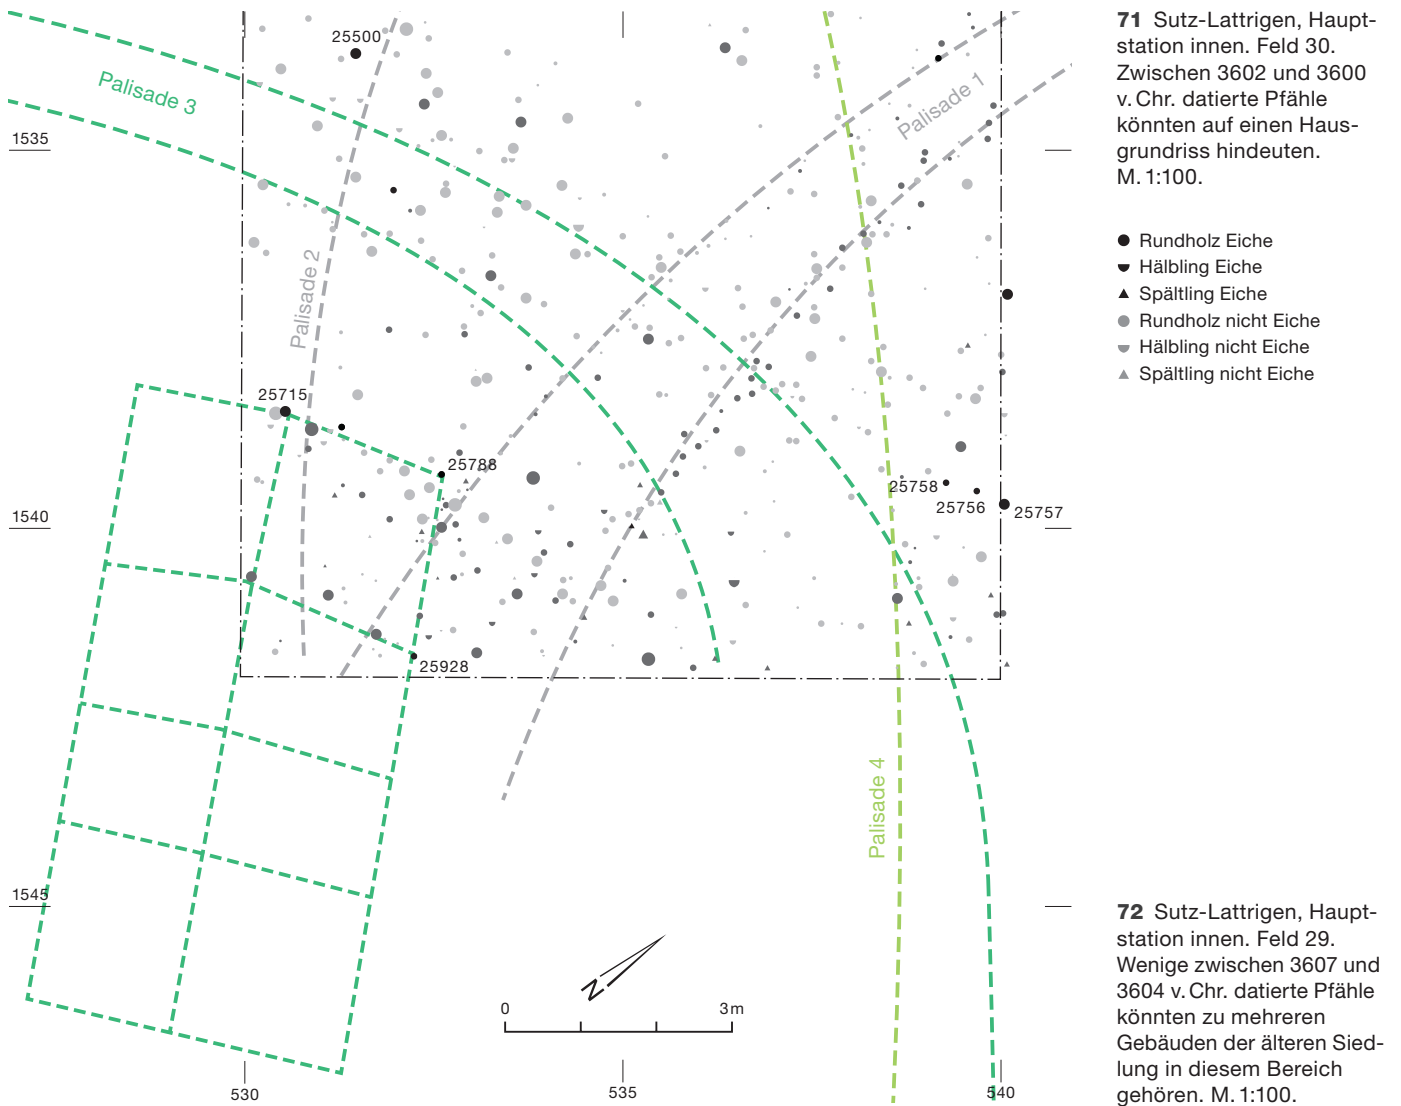 25500
Palisade 3
Palisade 1
1535
Palisade 2
25715
25788
25758
25756
25757
1540
25928
Palisade 4
1545
N
0 3m
530
535
540
71 Sutz-Lattrigen, Haupt-
station innen. Feld 30.
Zwischen 3602 und 3600
v. Chr. datierte Pfähle
könnten auf einen Haus-
grundriss hindeuten.
M. 1:100.
Rundholz Eiche
Hälbling Eiche
Spältling Eiche
Rundholz nicht Eiche
Hälbling nicht Eiche
Spältling nicht Eiche
72 Sutz-Lattrigen, Haupt-
station innen. Feld 29.
Wenige zwischen 3607 und
3604 v. Chr. datierte Pfähle
könnten zu mehreren
Gebäuden der älteren Sied-
lung in diesem Bereich
gehören. M. 1:100.